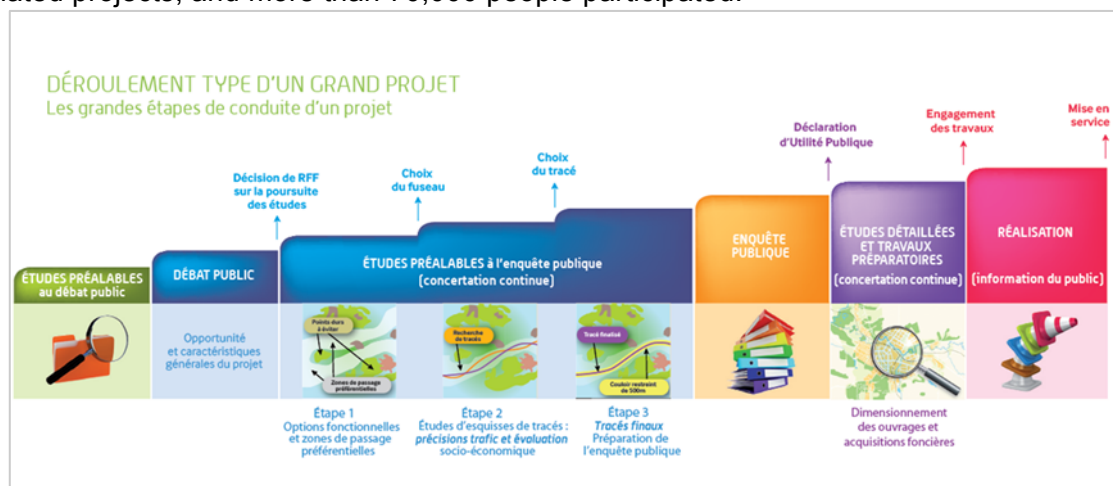 DÉROULEMENT TYPE D'UN GRAND PROJET
Les grandes étapes de conduite d'un projet
Décision de RFF
sur la poursuite
des études
Choix
du fuseau
Choix
du tracé
Déclaration
d'Utilité Publique
Engagement
des travaux
Mise en
service
ÉTUDES PRÉALABLES
au débat public
DÉBAT PUBLIC
ÉTUDES PRÉALABLES à l'enquête publique
(concertation continue)
ENQUÊTE
PUBLIQUE
ÉTUDES DÉTAILLÉES
ET TRAVAUX
PRÉPARATOIRES
(concertation continue)
RÉALISATION
(information du public)
Opportunité
et caractéristiques
générales du projet
Points durs
à éviter
Zones de passage
préférentielles
Recherche
de tracés
Tracé finalisé
Couloir restreint
de 500m
Étape 1
Options fonctionnelles
et zones de passage
préférentielles
Étape 2
Études d'esquisses de tracés :
précisions trafic et évaluation
socio-économique
Étape 3
Tracés finaux
Préparation de
l'enquête publique
Dimensionnement
des ouvrages et
acquisitions foncières